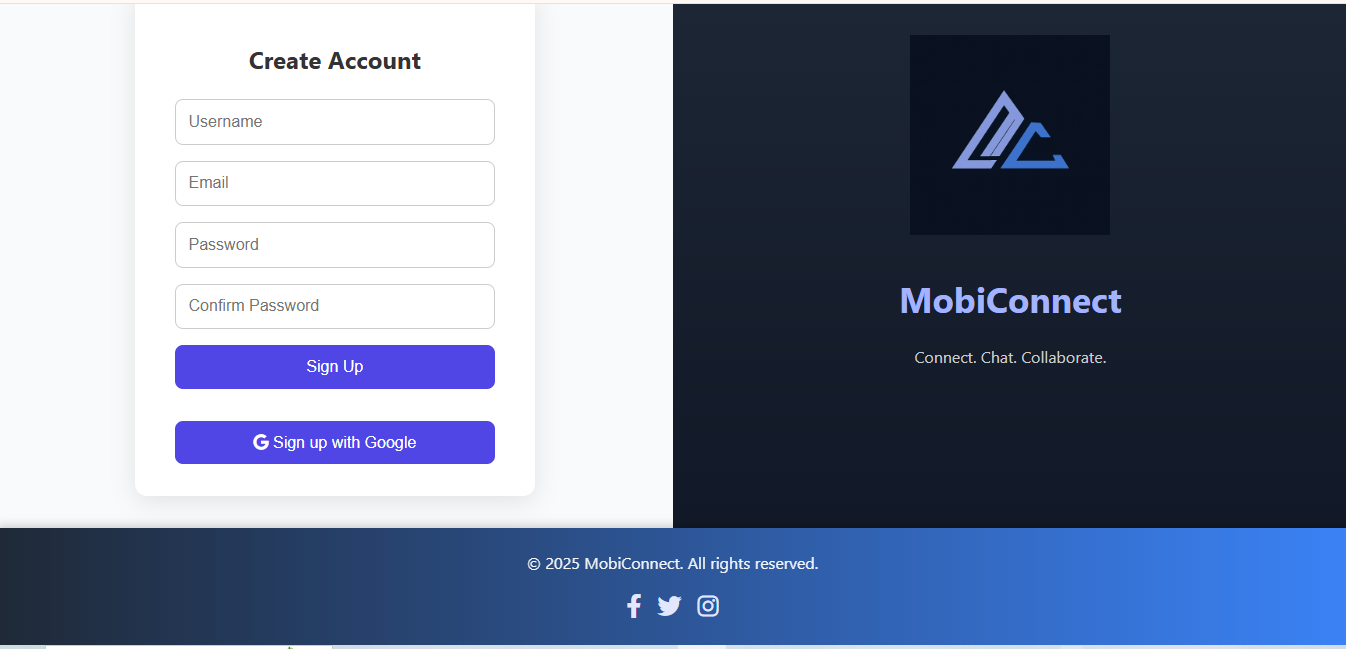 Create Account
Username
Email
Password
Confirm Password
Sign Up
Sign up with Google
MobiConnect
Connect. Chat. Collaborate.
© 2025 MobiConnect. All rights reserved.